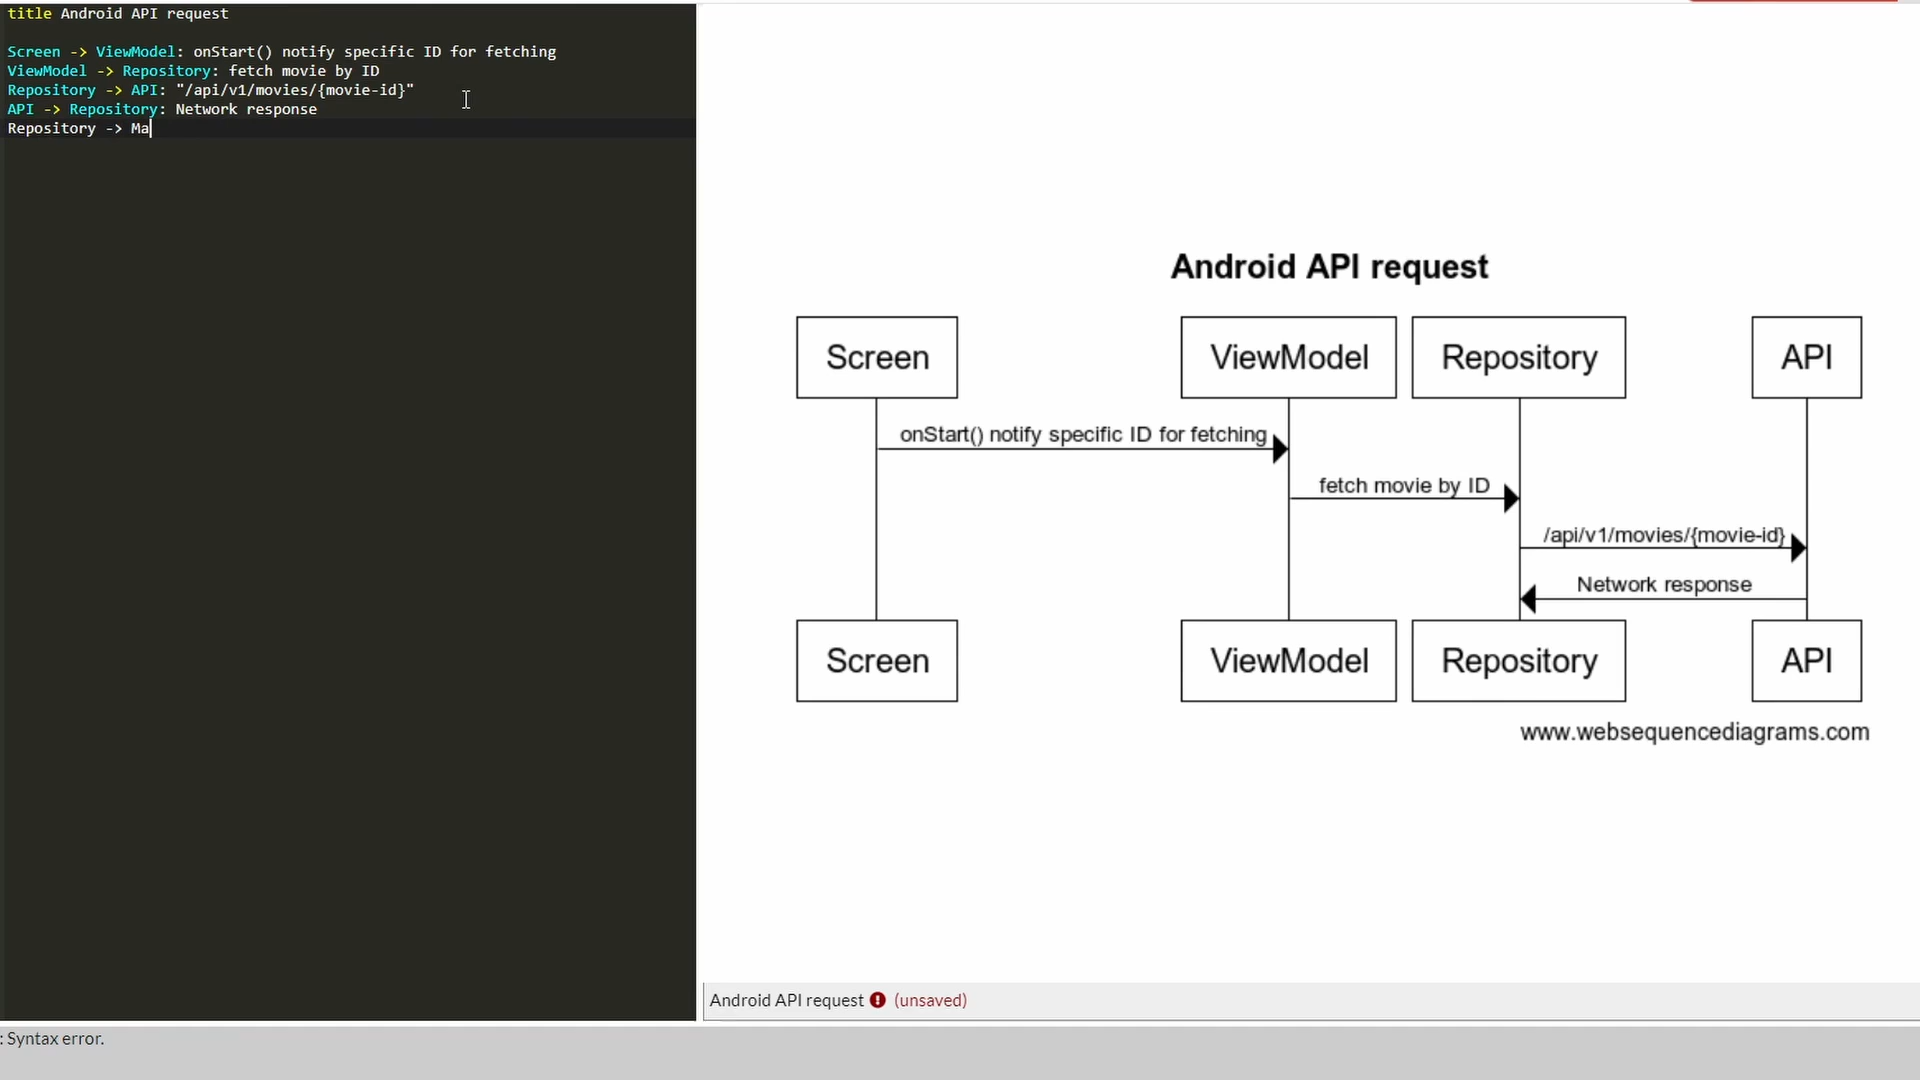 title Android API request
Screen -> ViewModel: onStart() notify specific ID for fetching
ViewModel -> Repository: fetch movie by ID
Repository -> API: "/api/v1/movies/{movie-id}"
API -> Repository: Network response
Repository -> Ma
Android API request
Screen ViewModel Repository API
onStart() notify specific ID for fetching
fetch movie by ID
/api/v1/movies/{movie-id}
Network response
Screen ViewModel Repository API
www.websequencediagrams.com
Android API request ! (unsaved)
: Syntax error.